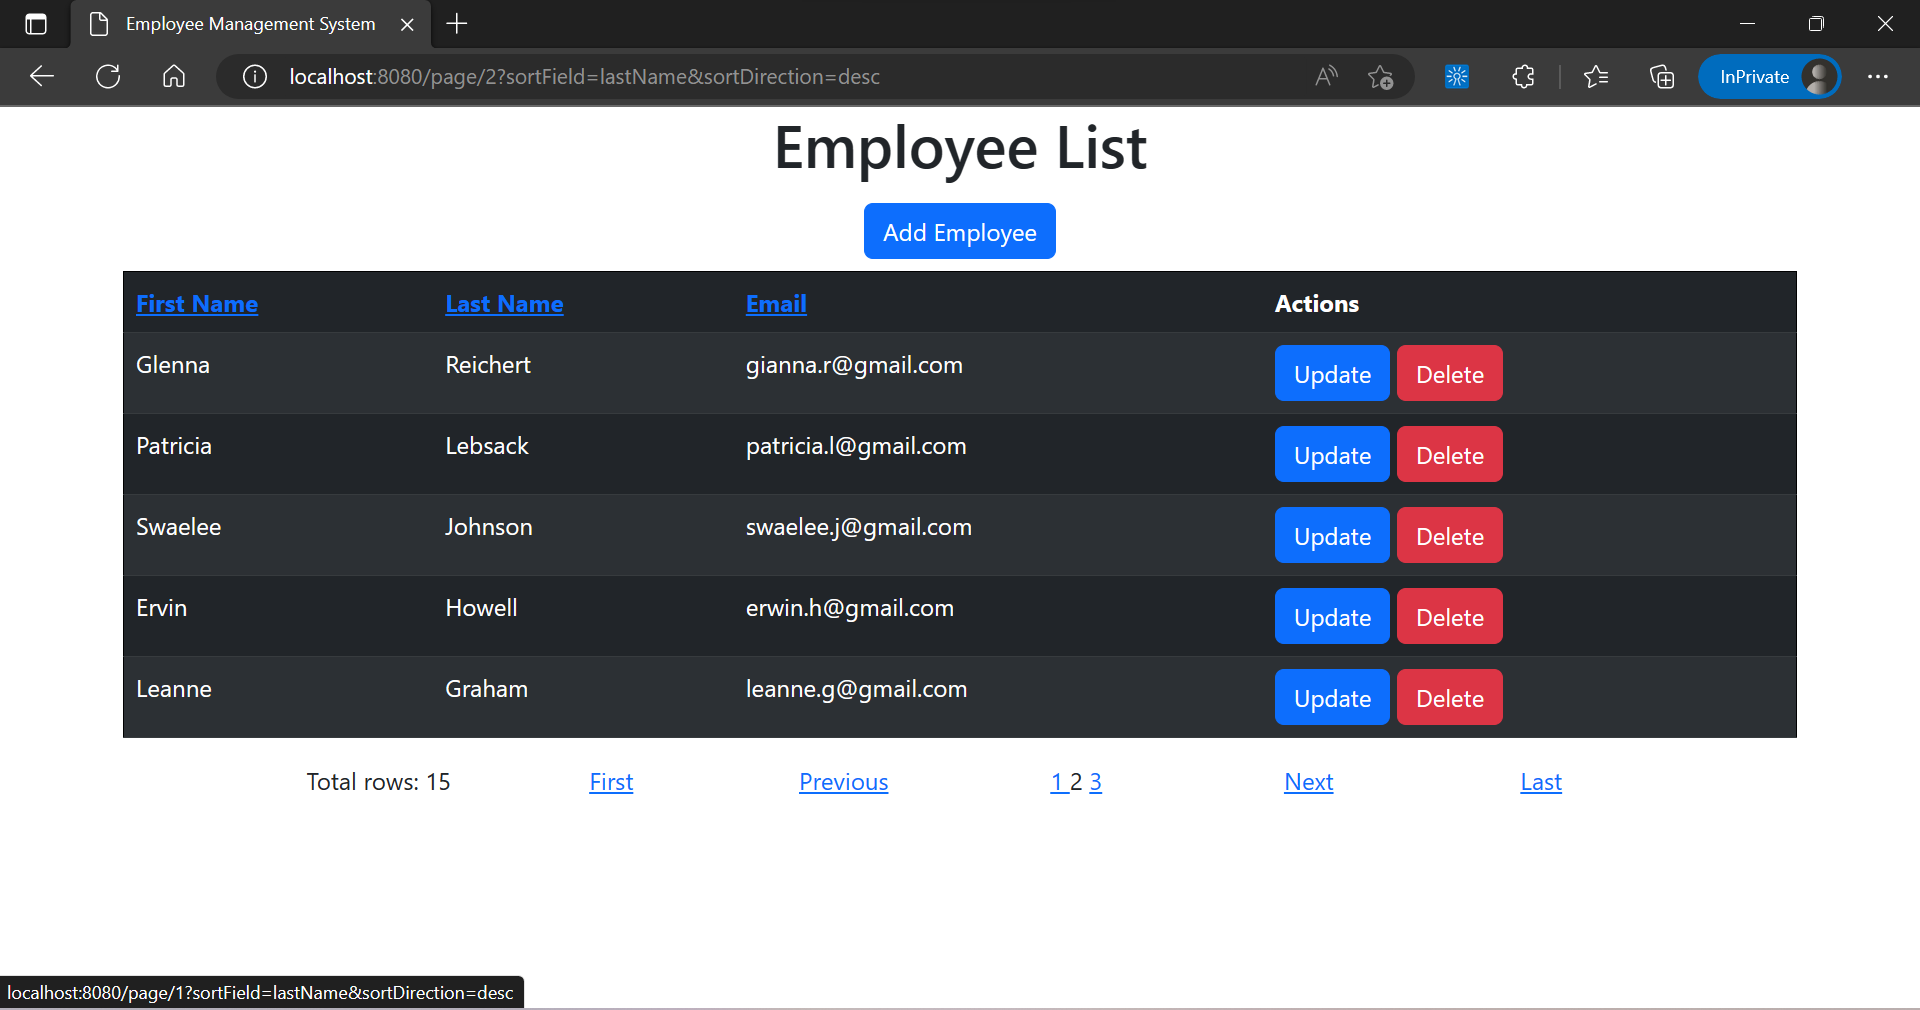 Employee Management System
localhost:8080/page/2?sortField=lastName&sortDirection=desc
InPrivate
Employee List
Add Employee
First Name Last Name Email Actions
Glenna Reichert gianna.r@gmail.com Update Delete
Patricia Lebsack patricia.l@gmail.com Update Delete
Swaelee Johnson swaelee.j@gmail.com Update Delete
Ervin Howell erwin.h@gmail.com Update Delete
Leanne Graham leanne.g@gmail.com Update Delete
Total rows: 15 First Previous 1 2 3 Next Last
localhost:8080/page/1?sortField=lastName&sortDirection=desc